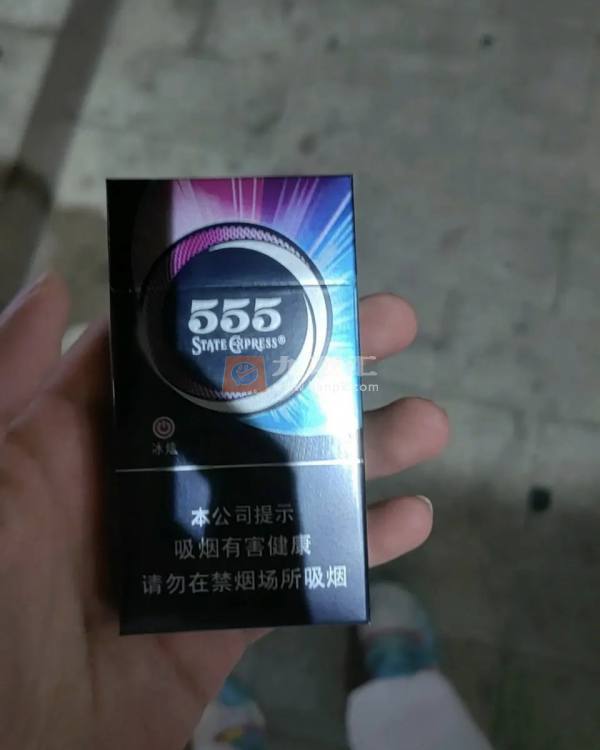 555
STATE EXPRESS®
冰炫
本公司提示
吸烟有害健康
请勿在禁烟场所吸烟